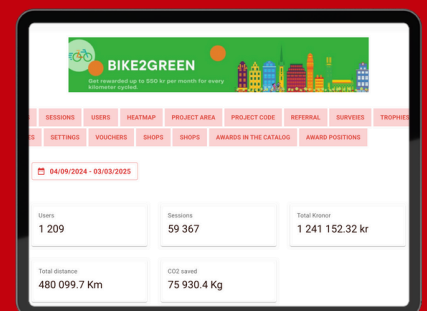 BIKE2GREEN
Get rewarded up to 550 kr per month for every
kilometer cycled.
SESSIONS USERS HEATMAP PROJECT AREA PROJECT CODE REFERRAL SURVEIES TROPHIES
SETTINGS VOUCHERS SHOPS SHOPS AWARDS IN THE CATALOG AWARD POSITIONS
04/09/2024 - 03/03/2025
Users Sessions Total Kronor
1 209 59 367 1 241 152.32 kr
Total distance CO2 saved
480 099.7 Km 75 930.4 Kg